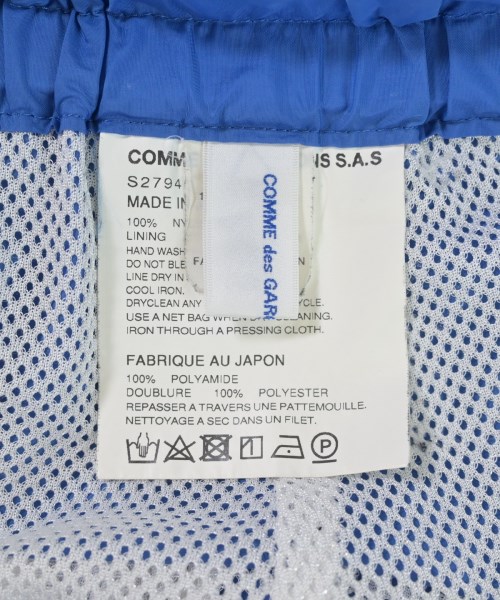 COMM NS S.A.S
S2794
MADE IN
100% NY
LINING
HAND WASH
DO NOT BLE
LINE DRY IN
COOL IRON.
DRYCLEAN ANY CYCLE.
USE A NET BAG WHEN DRYCLEANING.
IRON THROUGH A PRESSING CLOTH.
COMME des GAR
FABRIQUE AU JAPON
100% POLYAMIDE
DOUBLURE 100% POLYESTER
REPASSER A TRAVERS UNE PATTEMOUILLE.
NETTOYAGE A SEC DANS UN FILET.